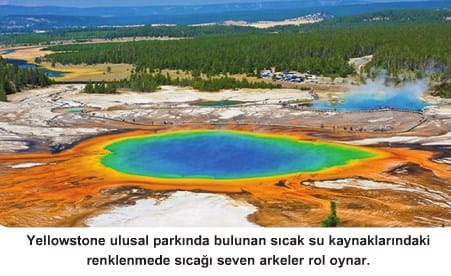 Yellowstone ulusal parkında bulunan sıcak su kaynaklarındaki
renklenmede sıcağı seven arkeler rol oynar.